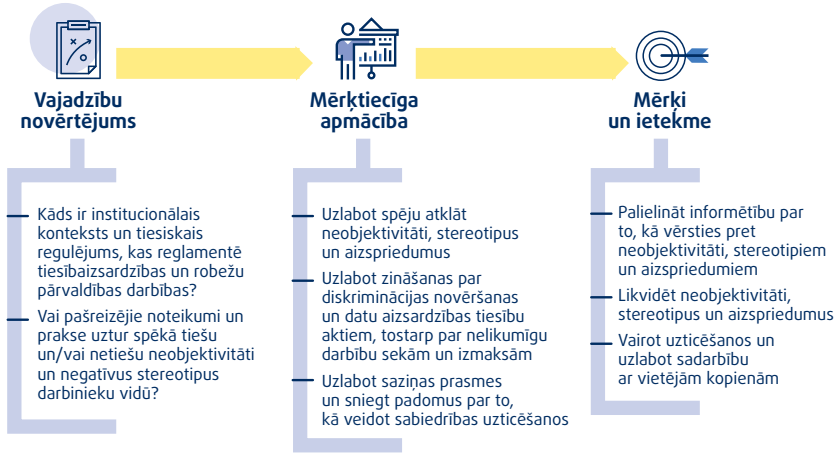 Vajadzību
novērtējums
Kāds ir institucionālais
konteksts un tiesiskais
regulējums, kas reglamentē
tiesībaizsardzības un robežu
pārvaldības darbības?
Vai pašreizējie noteikumi un
prakse uztur spēkā tiešu
un/vai netiešu neobjektivitāti
un negatīvus stereotipus
darbinieku vidū?
Mērķtiecīga
apmācība
Uzlabot spēju atklāt
neobjektivitāti, stereotipus
un aizspriedumus
Uzlabot zināšanas par
diskriminācijas novēršanas
un datu aizsardzības tiesību
aktiem, tostarp par nelikumīgu
darbību sekām un izmaksām
Uzlabot saziņas prasmes
un sniegt padomus par to,
kā veidot sabiedrības uzticēšanos
Mērķi
un ietekme
Palielināt informētību par
to, kā vērsties pret
neobjektivitāti, stereotipiem
un aizspriedumiem
Likvidēt neobjektivitāti,
stereotipus un aizspriedumus
Vairot uzticēšanos un
uzlabot sadarbību
ar vietējām kopienām